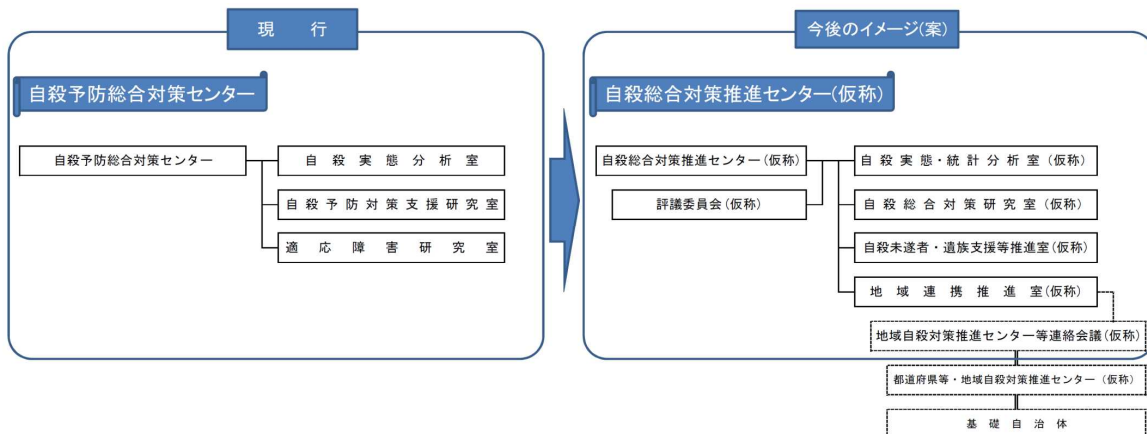 現　行
自殺予防総合対策センター
自殺予防総合対策センター
自殺実態分析室
自殺予防対策支援研究室
適応障害研究室
今後のイメージ(案)
自殺総合対策推進センター(仮称)
自殺総合対策推進センター(仮称)
評議委員会(仮称)
自殺実態・統計分析室(仮称)
自殺総合対策研究室(仮称)
自殺未遂者・遺族支援等推進室(仮称)
地域連携推進室(仮称)
地域自殺対策推進センター等連絡会議(仮称)
都道府県等・地域自殺対策推進センター（仮称）
基礎自治体